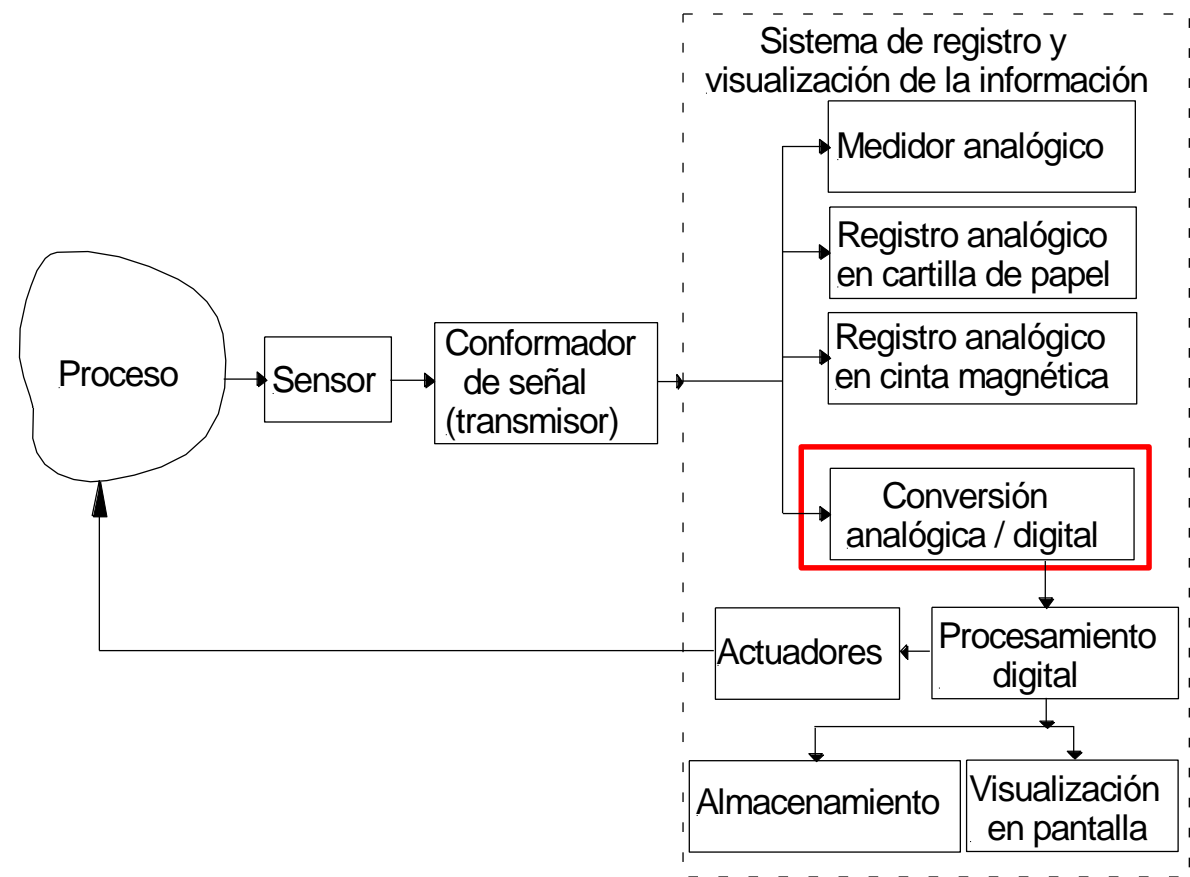 Sistema de registro y
visualización de la información
Medidor analógico
Registro analógico
en cartilla de papel
Registro analógico
en cinta magnética
Proceso
Sensor
Conformador
de señal
(transmisor)
Conversión
analógica / digital
Actuadores
Procesamiento
digital
Almacenamiento
Visualización
en pantalla